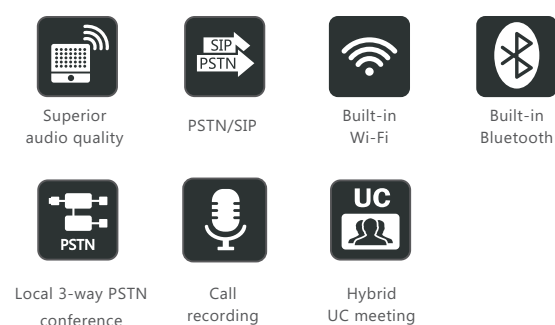 SIP
PSTN
Superior
audio quality
PSTN/SIP
Built-in
Wi-Fi
Built-in
Bluetooth
PSTN
UC
Local 3-way PSTN
conference
Call
recording
Hybrid
UC meeting